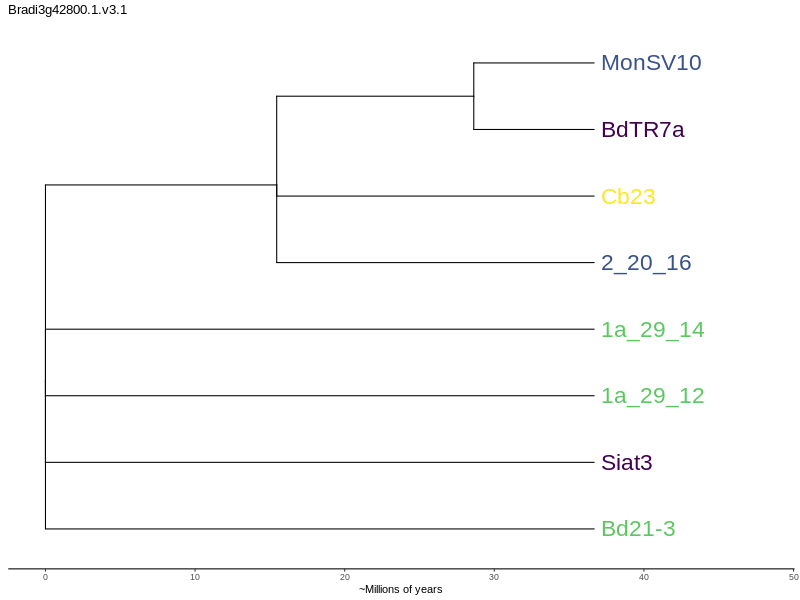 Bradi3g42800.1.v3.1
MonSV10
BdTR7a
Cb23
2_20_16
1a_29_14
1a_29_12
Siat3
Bd21-3
0 10 20 30 40 50
~Millions of years